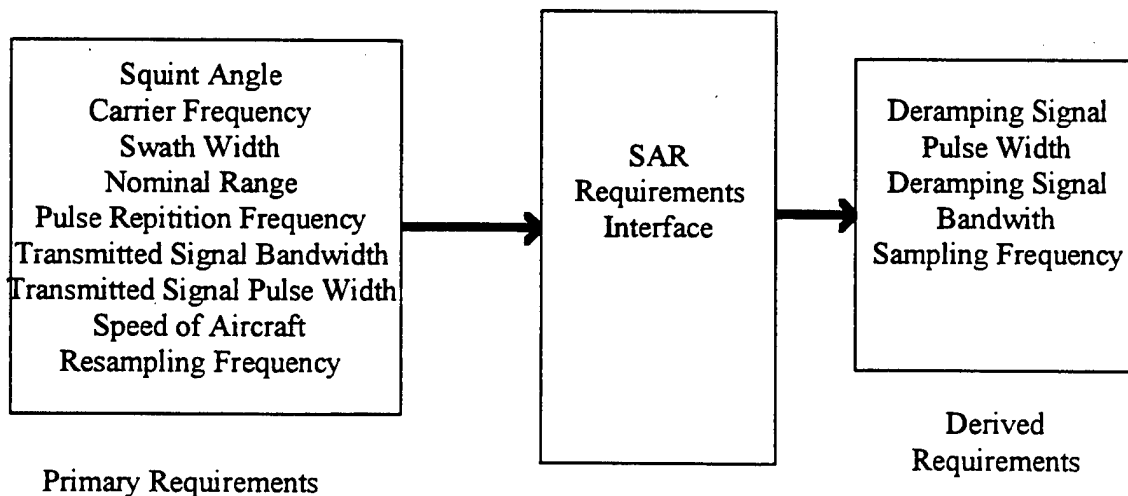 Squint Angle
Carrier Frequency
Swath Width
Nominal Range
Pulse Repitition Frequency
Transmitted Signal Bandwidth
Transmitted Signal Pulse Width
Speed of Aircraft
Resampling Frequency
Primary Requirements
SAR
Requirements
Interface
Deramping Signal
Pulse Width
Deramping Signal
Bandwith
Sampling Frequency
Derived
Requirements